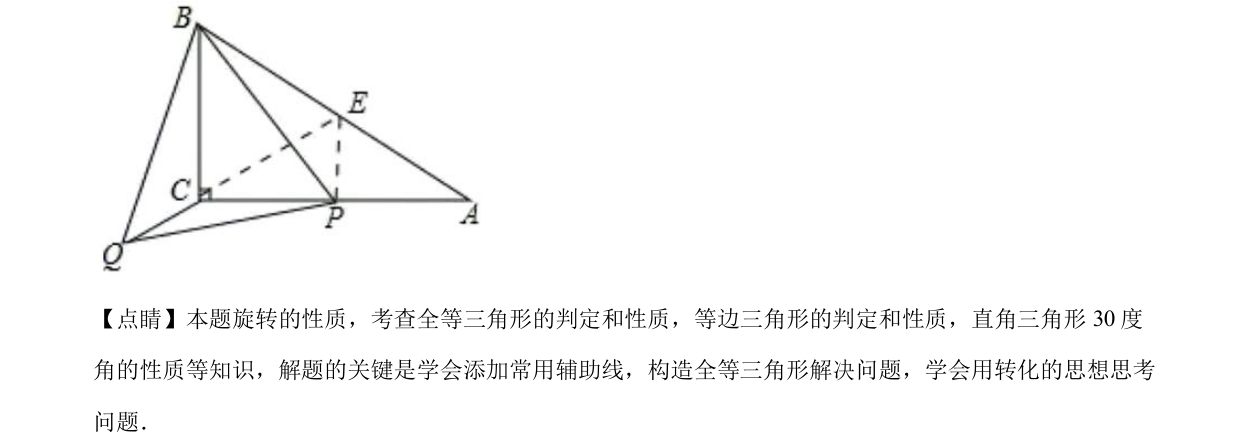 B
E
C
P
A
Q
【点睛】本题旋转的性质，考查全等三角形的判定和性质，等边三角形的判定和性质，直角三角形 30 度
角的性质等知识，解题的关键是学会添加常用辅助线，构造全等三角形解决问题，学会用转化的思想思考
问题．